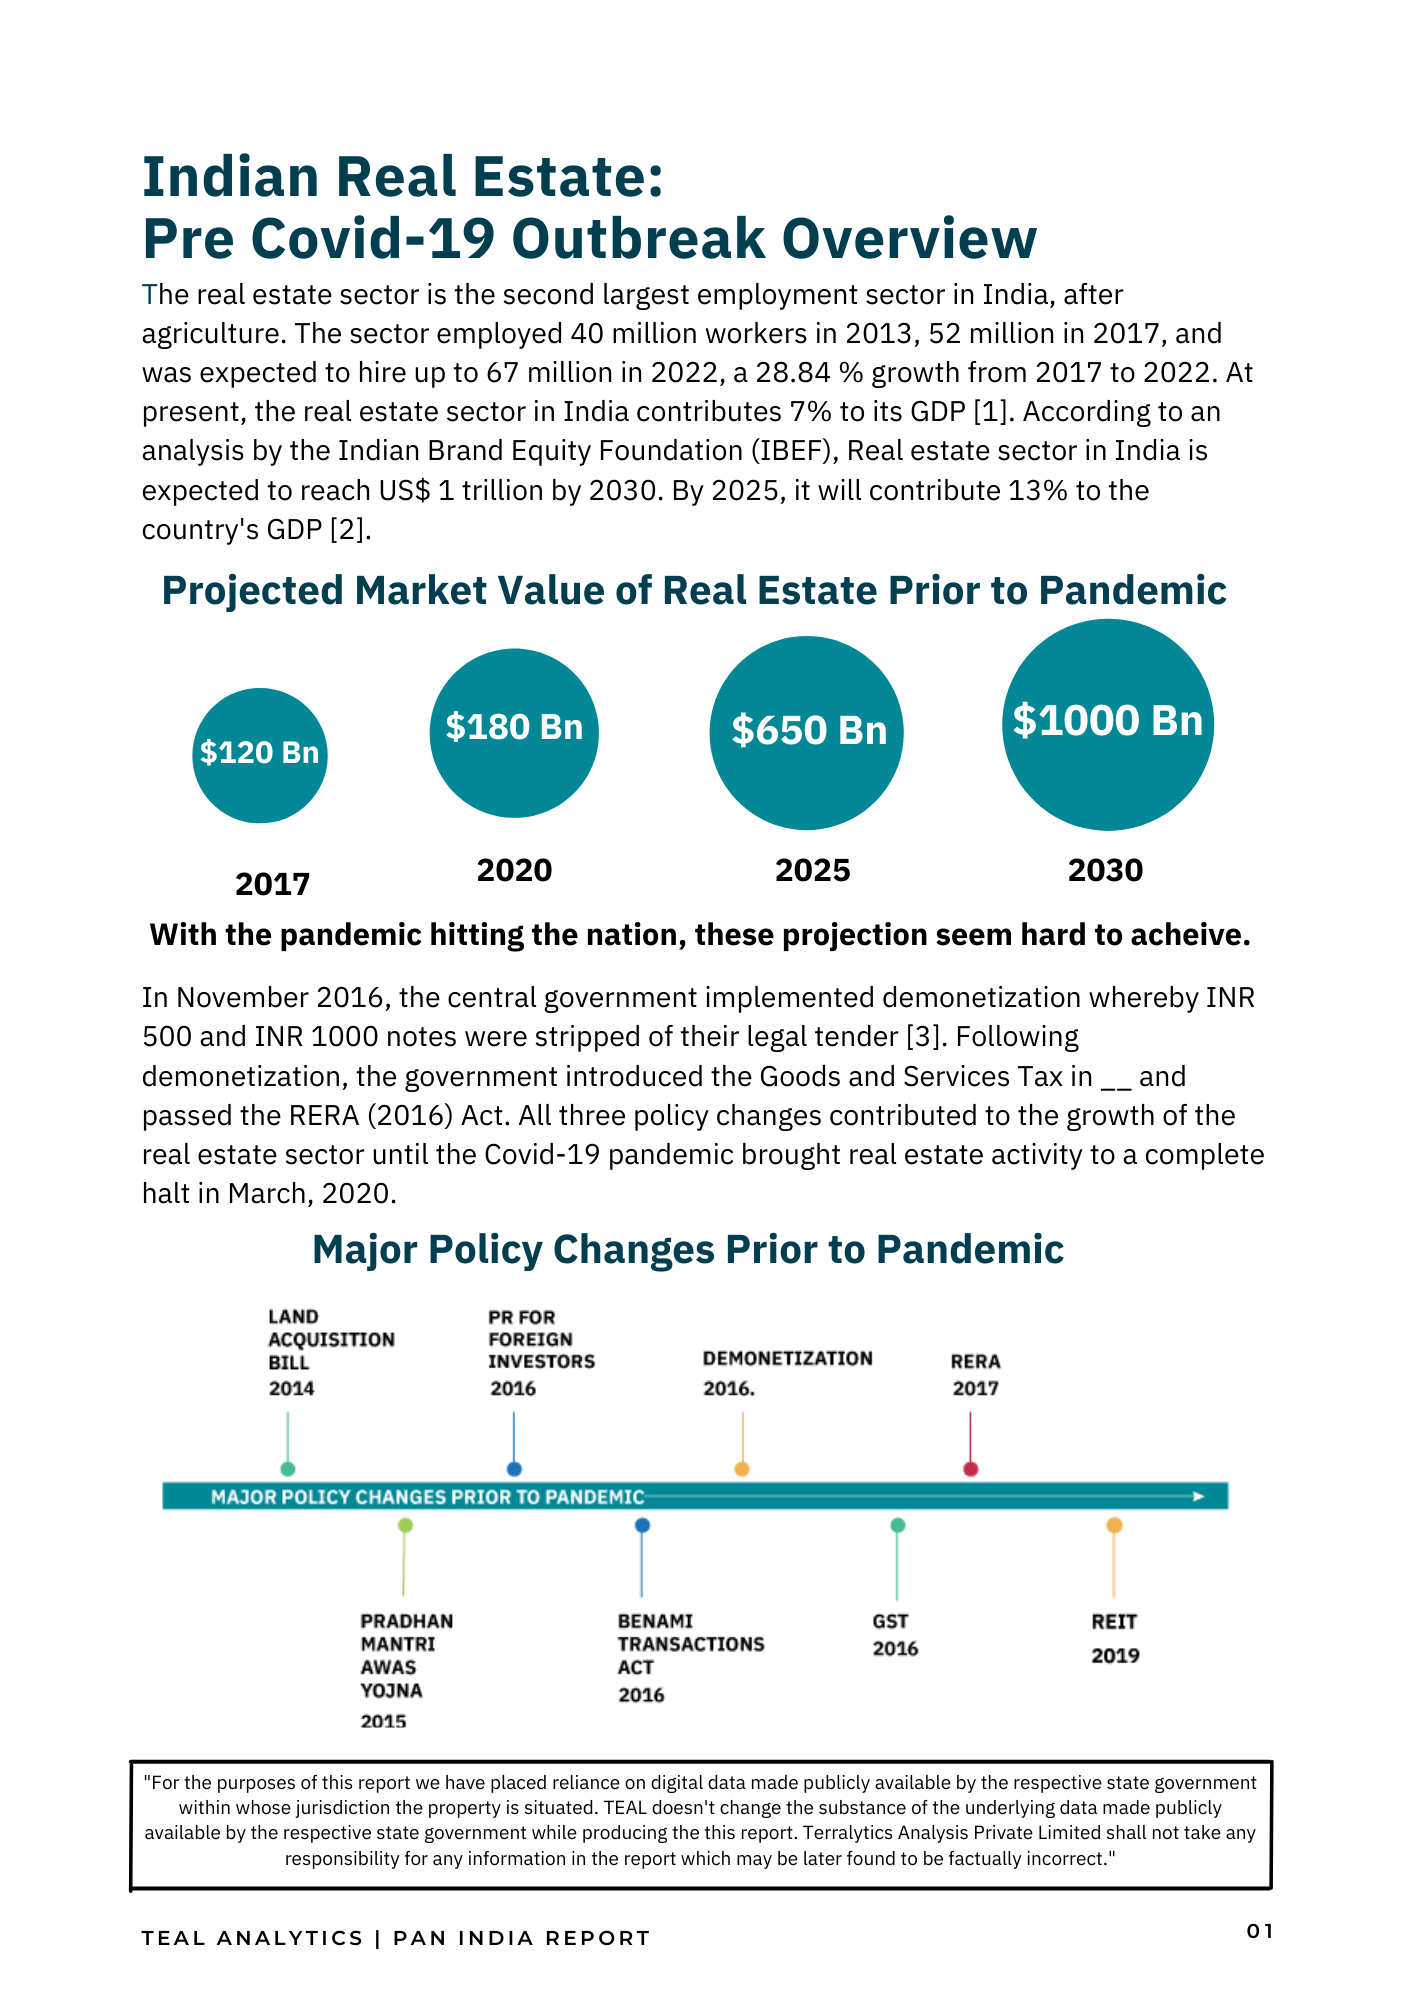 Indian Real Estate:
Pre Covid-19 Outbreak Overview
The real estate sector is the second largest employment sector in India, after
agriculture. The sector employed 40 million workers in 2013, 52 million in 2017, and
was expected to hire up to 67 million in 2022, a 28.84 % growth from 2017 to 2022. At
present, the real estate sector in India contributes 7% to its GDP [1]. According to an
analysis by the Indian Brand Equity Foundation (IBEF), Real estate sector in India is
expected to reach US$ 1 trillion by 2030. By 2025, it will contribute 13% to the
country's GDP [2].
Projected Market Value of Real Estate Prior to Pandemic
$120 Bn
$180 Bn
$650 Bn
$1000 Bn
2017
2020
2025
2030
With the pandemic hitting the nation, these projection seem hard to acheive.
In November 2016, the central government implemented demonetization whereby INR
500 and INR 1000 notes were stripped of their legal tender [3]. Following
demonetization, the government introduced the Goods and Services Tax in __ and
passed the RERA (2016) Act. All three policy changes contributed to the growth of the
real estate sector until the Covid-19 pandemic brought real estate activity to a complete
halt in March, 2020.
Major Policy Changes Prior to Pandemic
LAND
ACQUISITION
BILL
2014
PR FOR
FOREIGN
INVESTORS
2016
DEMONETIZATION
2016.
RERA
2017
MAJOR POLICY CHANGES PRIOR TO PANDEMIC
PRADHAN
MANTRI
AWAS
YOJNA
2015
BENAMI
TRANSACTIONS
ACT
2016
GST
2016
REIT
2019
"For the purposes of this report we have placed reliance on digital data made publicly available by the respective state government
within whose jurisdiction the property is situated. TEAL doesn't change the substance of the underlying data made publicly
available by the respective state government while producing the this report. Terralytics Analysis Private Limited shall not take any
responsibility for any information in the report which may be later found to be factually incorrect."
TEAL ANALYTICS | PAN INDIA REPORT
01